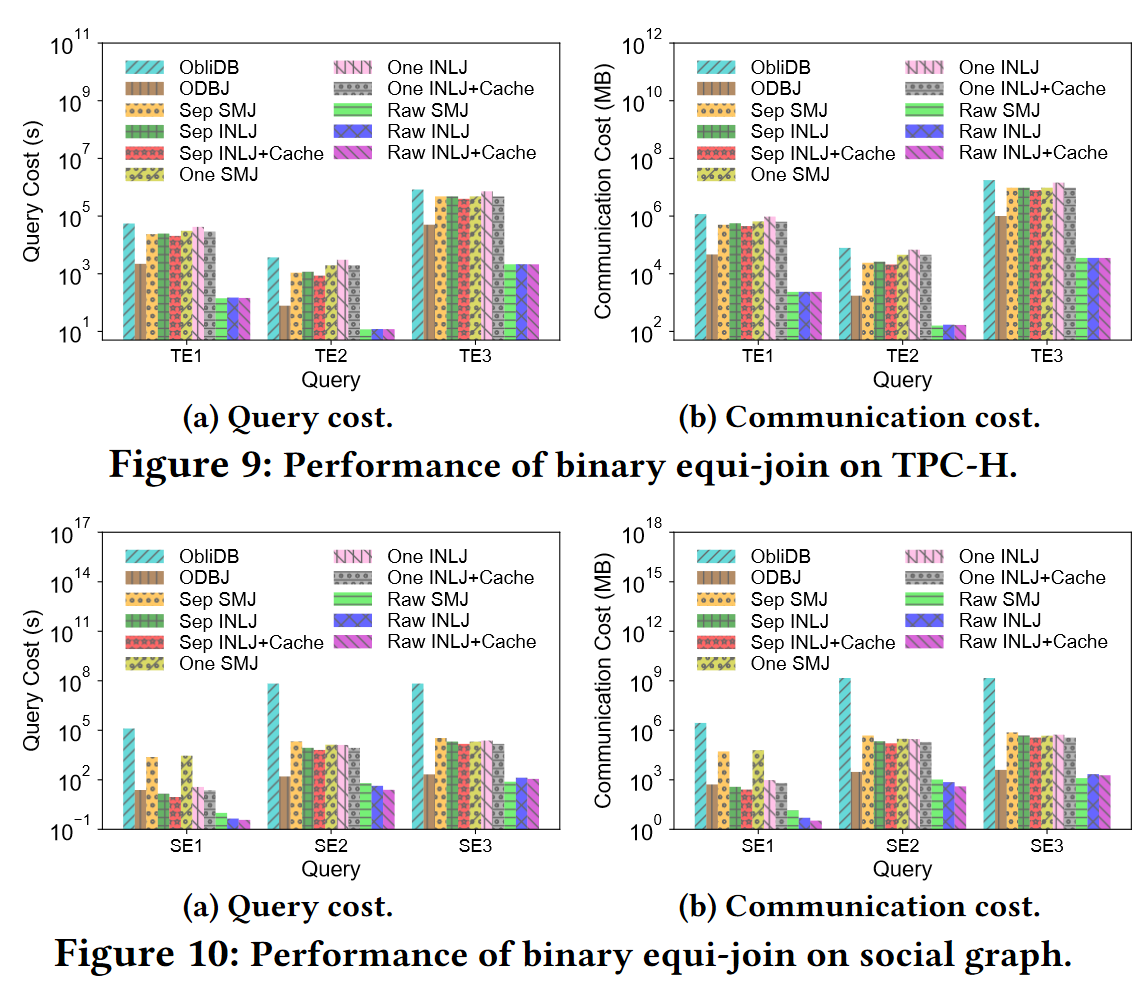 10^11
10^9
10^7
10^5
10^3
10^1
Query Cost (s)
ObliDB
ODBJ
Sep SMJ
Sep INLJ
Sep INLJ+Cache
One SMJ
One INLJ
One INLJ+Cache
Raw SMJ
Raw INLJ
Raw INLJ+Cache
TE1 TE2 TE3
Query
(a) Query cost.
10^12
10^10
10^8
10^6
10^4
10^2
Communication Cost (MB)
ObliDB
ODBJ
Sep SMJ
Sep INLJ
Sep INLJ+Cache
One SMJ
One INLJ
One INLJ+Cache
Raw SMJ
Raw INLJ
Raw INLJ+Cache
TE1 TE2 TE3
Query
(b) Communication cost.
Figure 9: Performance of binary equi-join on TPC-H.
10^17
10^14
10^11
10^8
10^5
10^2
10^−1
Query Cost (s)
ObliDB
ODBJ
Sep SMJ
Sep INLJ
Sep INLJ+Cache
One SMJ
One INLJ
One INLJ+Cache
Raw SMJ
Raw INLJ
Raw INLJ+Cache
SE1 SE2 SE3
Query
(a) Query cost.
10^18
10^15
10^12
10^9
10^6
10^3
10^0
Communication Cost (MB)
ObliDB
ODBJ
Sep SMJ
Sep INLJ
Sep INLJ+Cache
One SMJ
One INLJ
One INLJ+Cache
Raw SMJ
Raw INLJ
Raw INLJ+Cache
SE1 SE2 SE3
Query
(b) Communication cost.
Figure 10: Performance of binary equi-join on social graph.